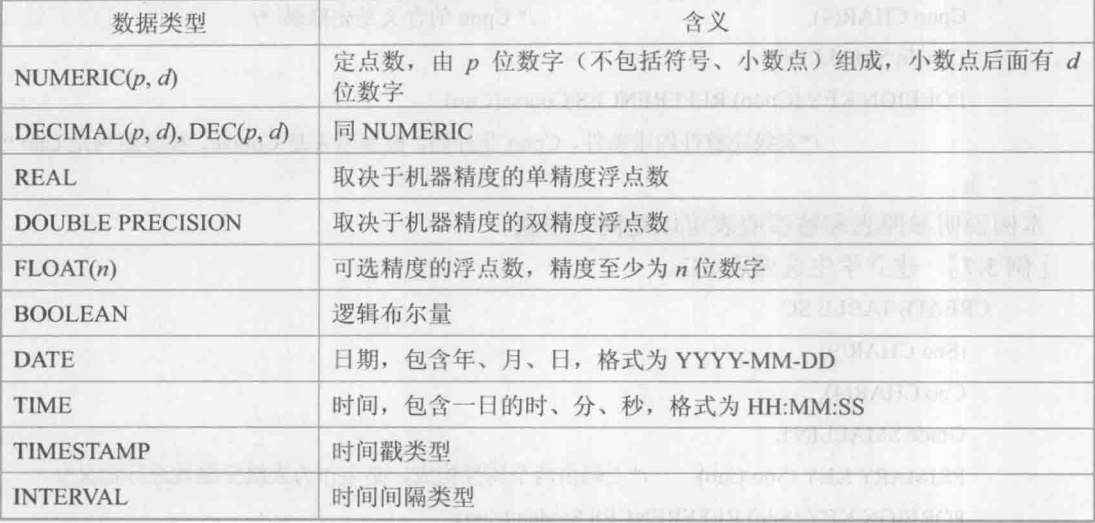 数据类型 含义
NUMERIC(p, d) 定点数，由 p 位数字（不包括符号、小数点）组成，小数点后面有 d
位数字
DECIMAL(p, d), DEC(p, d) 同 NUMERIC
REAL 取决于机器精度的单精度浮点数
DOUBLE PRECISION 取决于机器精度的双精度浮点数
FLOAT(n) 可选精度的浮点数，精度至少为 n 位数字
BOOLEAN 逻辑布尔量
DATE 日期，包含年、月、日，格式为 YYYY-MM-DD
TIME 时间，包含一日的时、分、秒，格式为 HH:MM:SS
TIMESTAMP 时间戳类型
INTERVAL 时间间隔类型